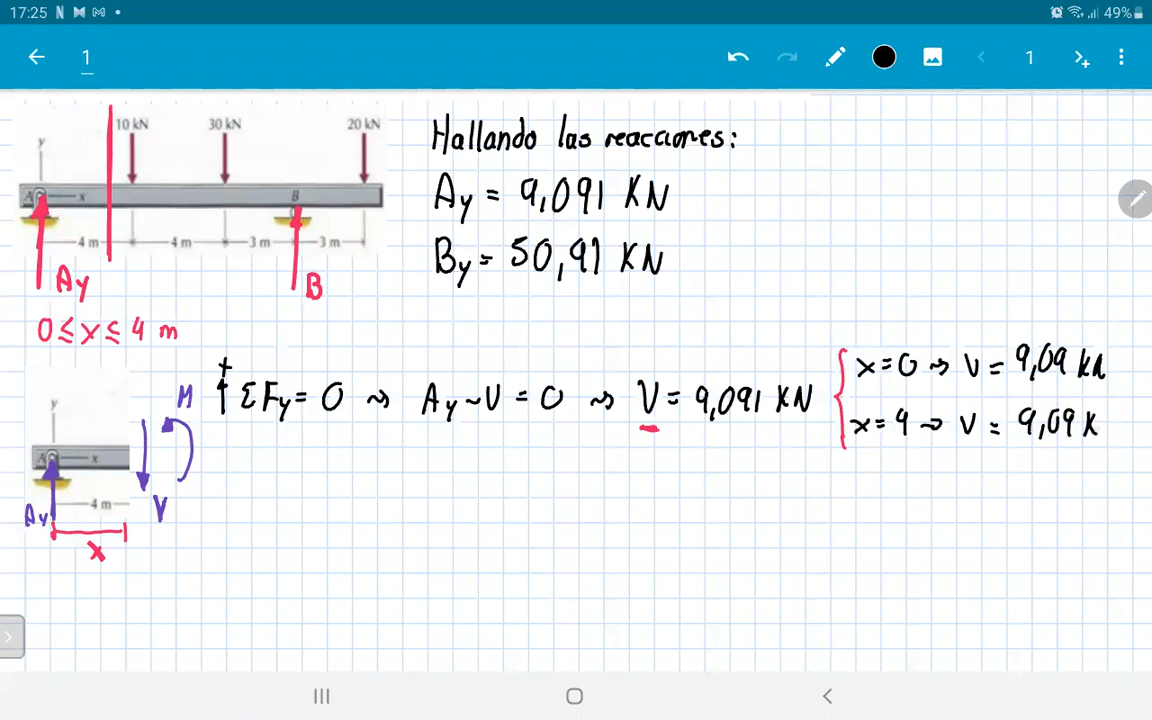 17:25 N
49%
1
1
10 kN 30 kN 20 kN
y
A x B
4 m 4 m 3 m 3 m
Ay B
0 ≤ x ≤ 4 m
Hallando las reacciones:
Ay = 9,091 KN
By = 50,91 KN
+ ΣFy = 0 ⇝ Ay - V = 0 ⇝ V = 9,091 KN
x = 0 ⇝ V = 9,09 KN
x = 4 ⇝ V = 9,09 K
y
M
A x
4 m
Ay V
x